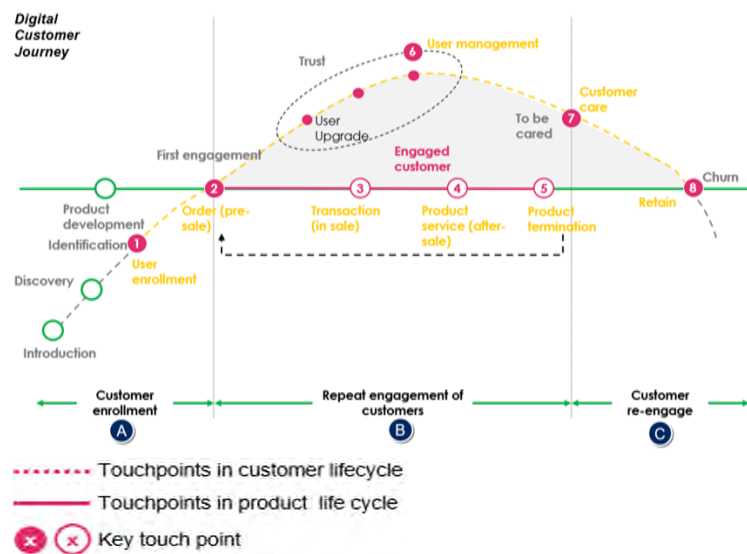 Digital
Customer
Journey
6
User management
Trust
Customer
care
User
Upgrade
To be
cared
7
First engagement
Engaged
customer
Churn
2
3
4
5
8
Product
development
Order (pre-
sale)
Transaction
(in sale)
Product
service (after-
sale)
Product
termination
Retain
Identification
1
User
enrollment
Discovery
Introduction
Customer
enrollment
Repeat engagement of
customers
Customer
re-engage
A
B
C
Touchpoints in customer lifecycle
Touchpoints in product life cycle
x x Key touch point